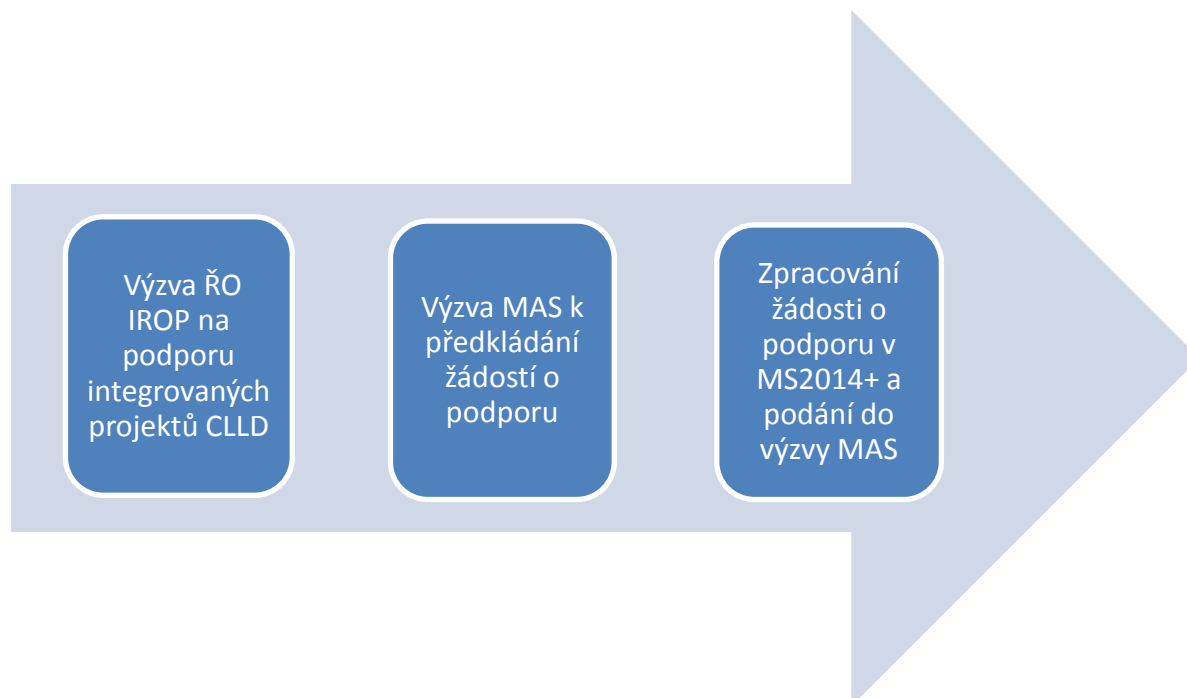 Výzva ŘO
IROP na
podporu
integrovaných
projektů CLLD
Výzva MAS k
předkládání
žádostí o
podporu
Zpracování
žádosti o
podporu v
MS2014+ a
podání do
výzvy MAS